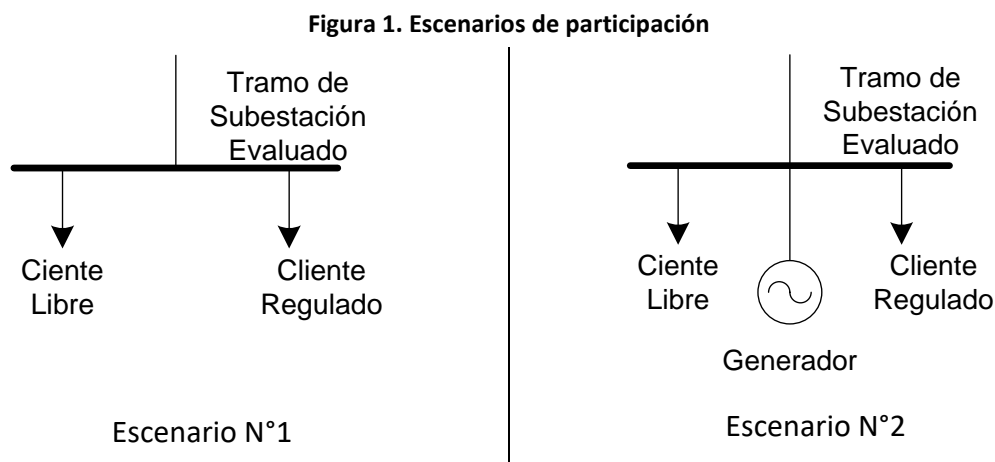 Figura 1. Escenarios de participación
Tramo de
Subestación
Evaluado
Ciente
Libre
Cliente
Regulado
Escenario N°1
Tramo de
Subestación
Evaluado
Ciente
Libre
Cliente
Regulado
Generador
Escenario N°2